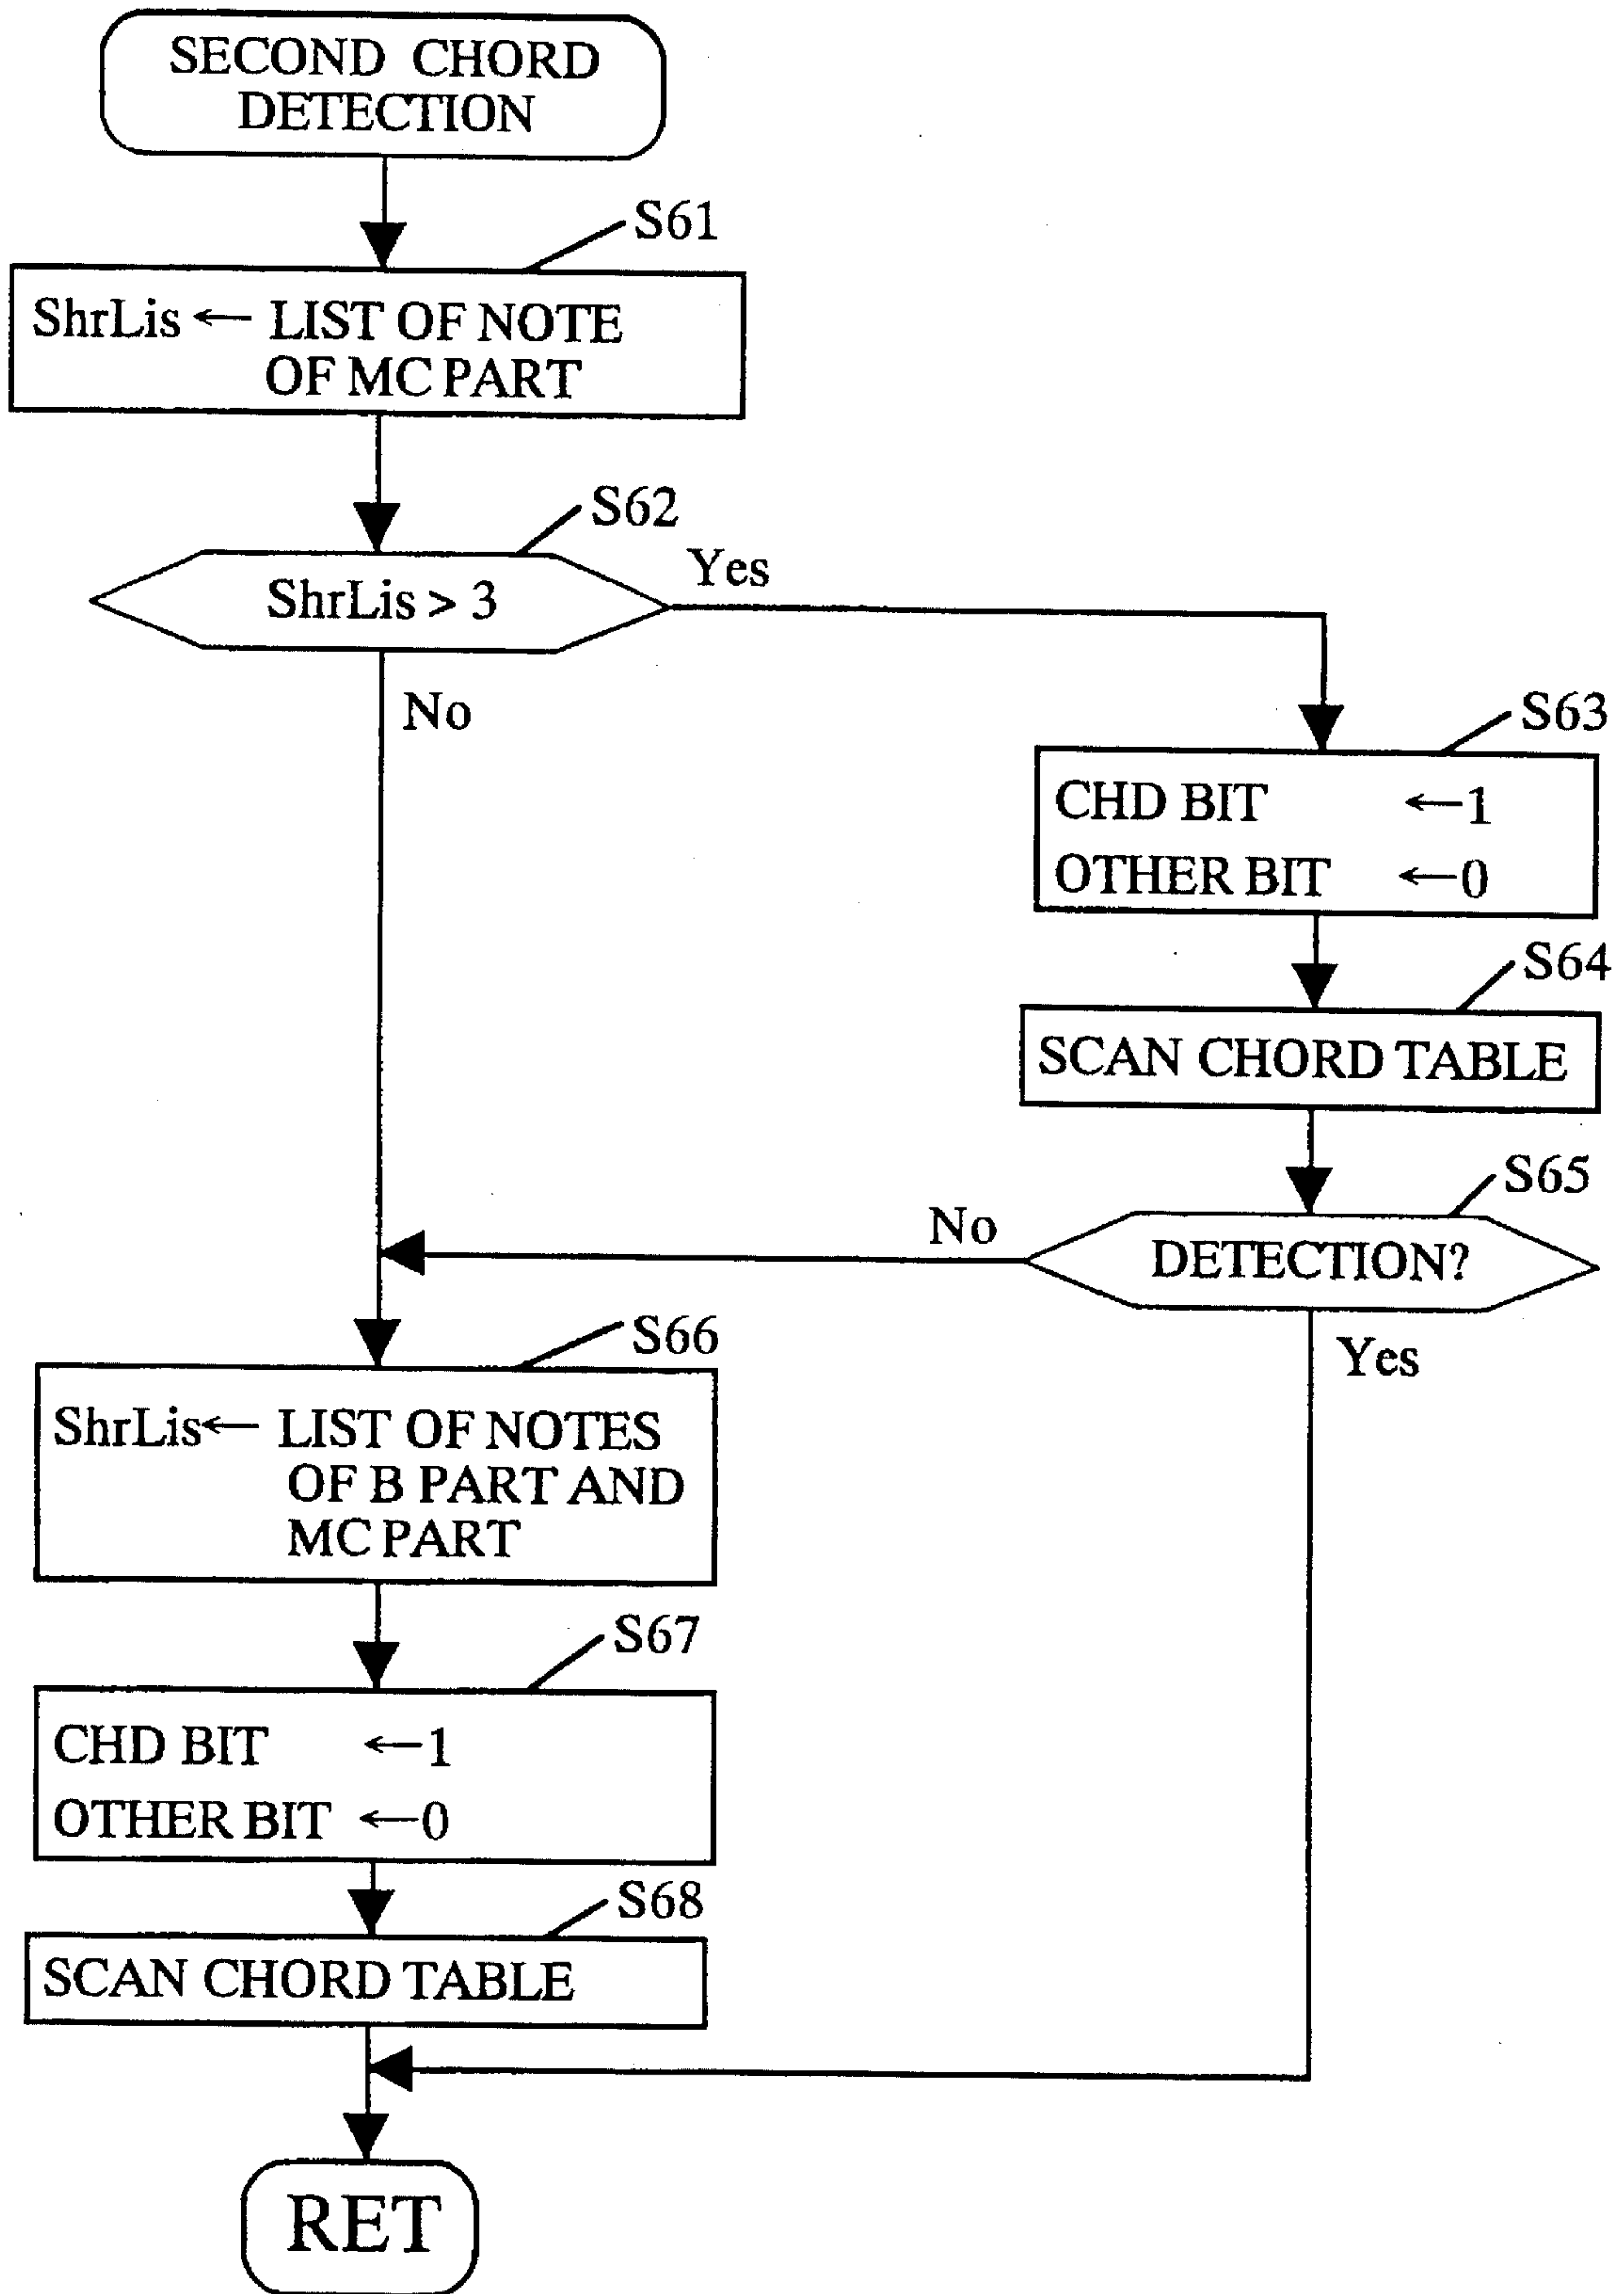 SECOND CHORD
DETECTION
S61
ShrLis ← LIST OF NOTE
OF MC PART
S62
ShrLis > 3
Yes
No
S63
CHD BIT ←1
OTHER BIT ←0
S64
SCAN CHORD TABLE
S65
DETECTION?
No
Yes
S66
ShrLis← LIST OF NOTES
OF B PART AND
MC PART
S67
CHD BIT ←1
OTHER BIT ←0
S68
SCAN CHORD TABLE
RET